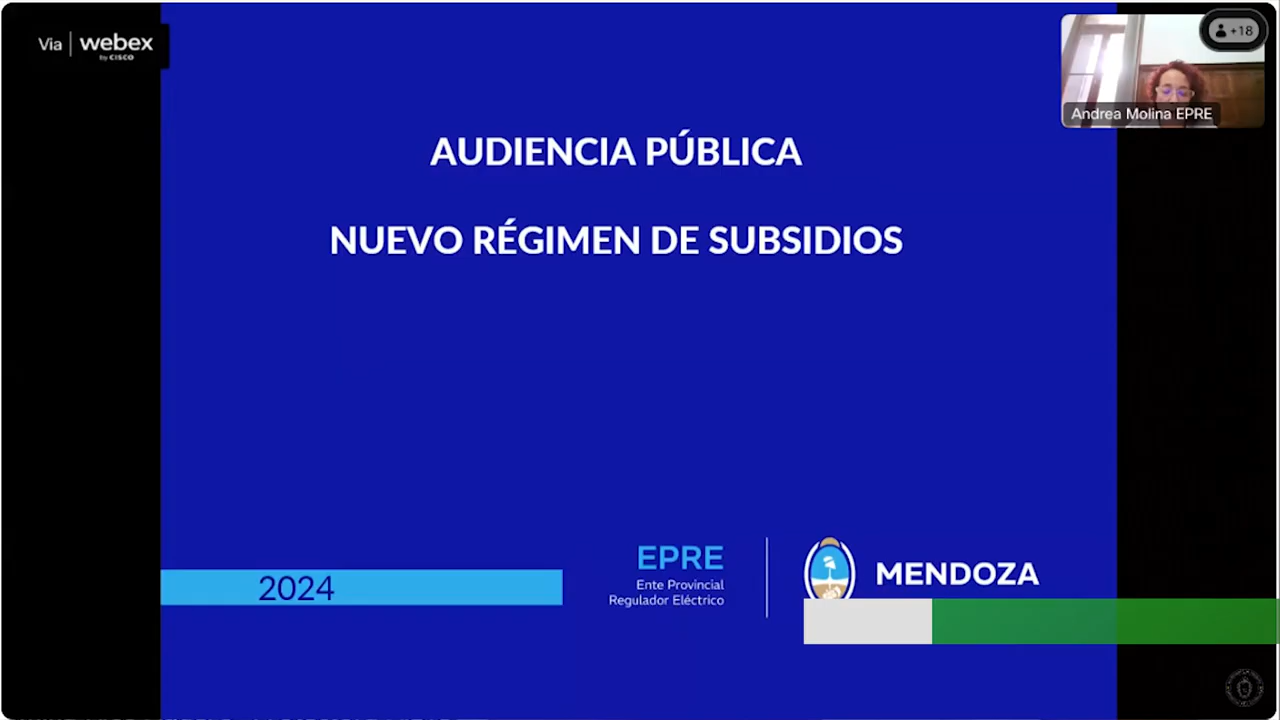 Via | webex
by CISCO
+18
Andrea Molina EPRE
AUDIENCIA PÚBLICA
NUEVO RÉGIMEN DE SUBSIDIOS
2024
EPRE
Ente Provincial
Regulador Eléctrico
MENDOZA